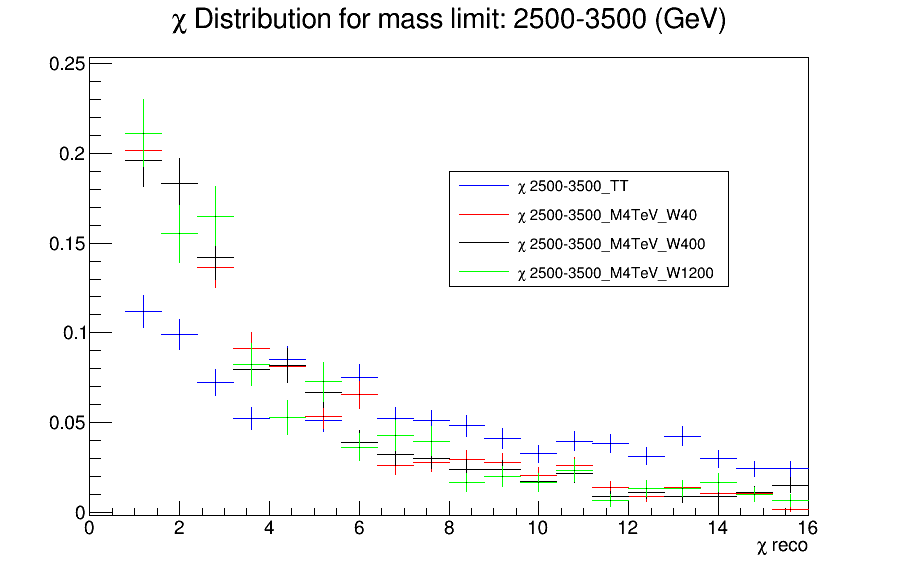 χ Distribution for mass limit: 2500-3500 (GeV)
0.25
0.2
0.15
0.1
0.05
0
χ 2500-3500_TT
χ 2500-3500_M4TeV_W40
χ 2500-3500_M4TeV_W400
χ 2500-3500_M4TeV_W1200
0 2 4 6 8 10 12 14 16
χ reco